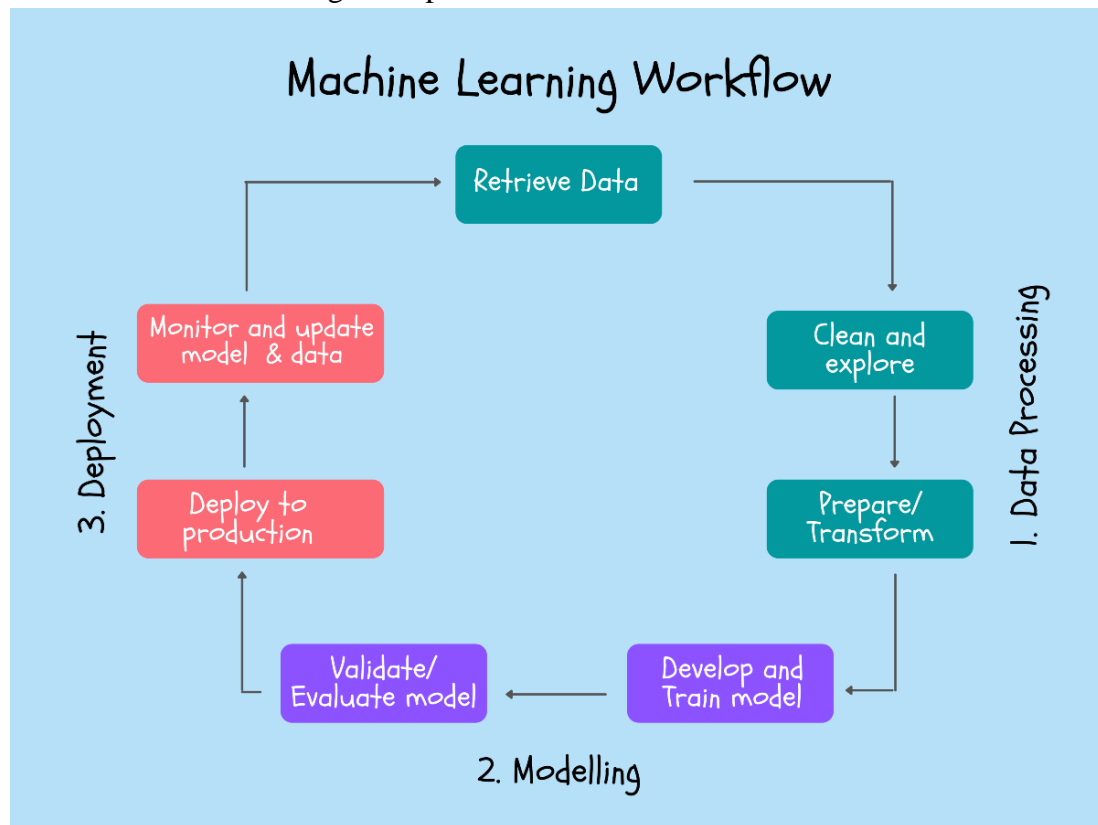 Machine Learning Workflow
Retrieve Data
Clean and
explore
Prepare/
Transform
1. Data Processing
Develop and
Train model
Validate/
Evaluate model
2. Modelling
Deploy to
production
Monitor and update
model & data
3. Deployment